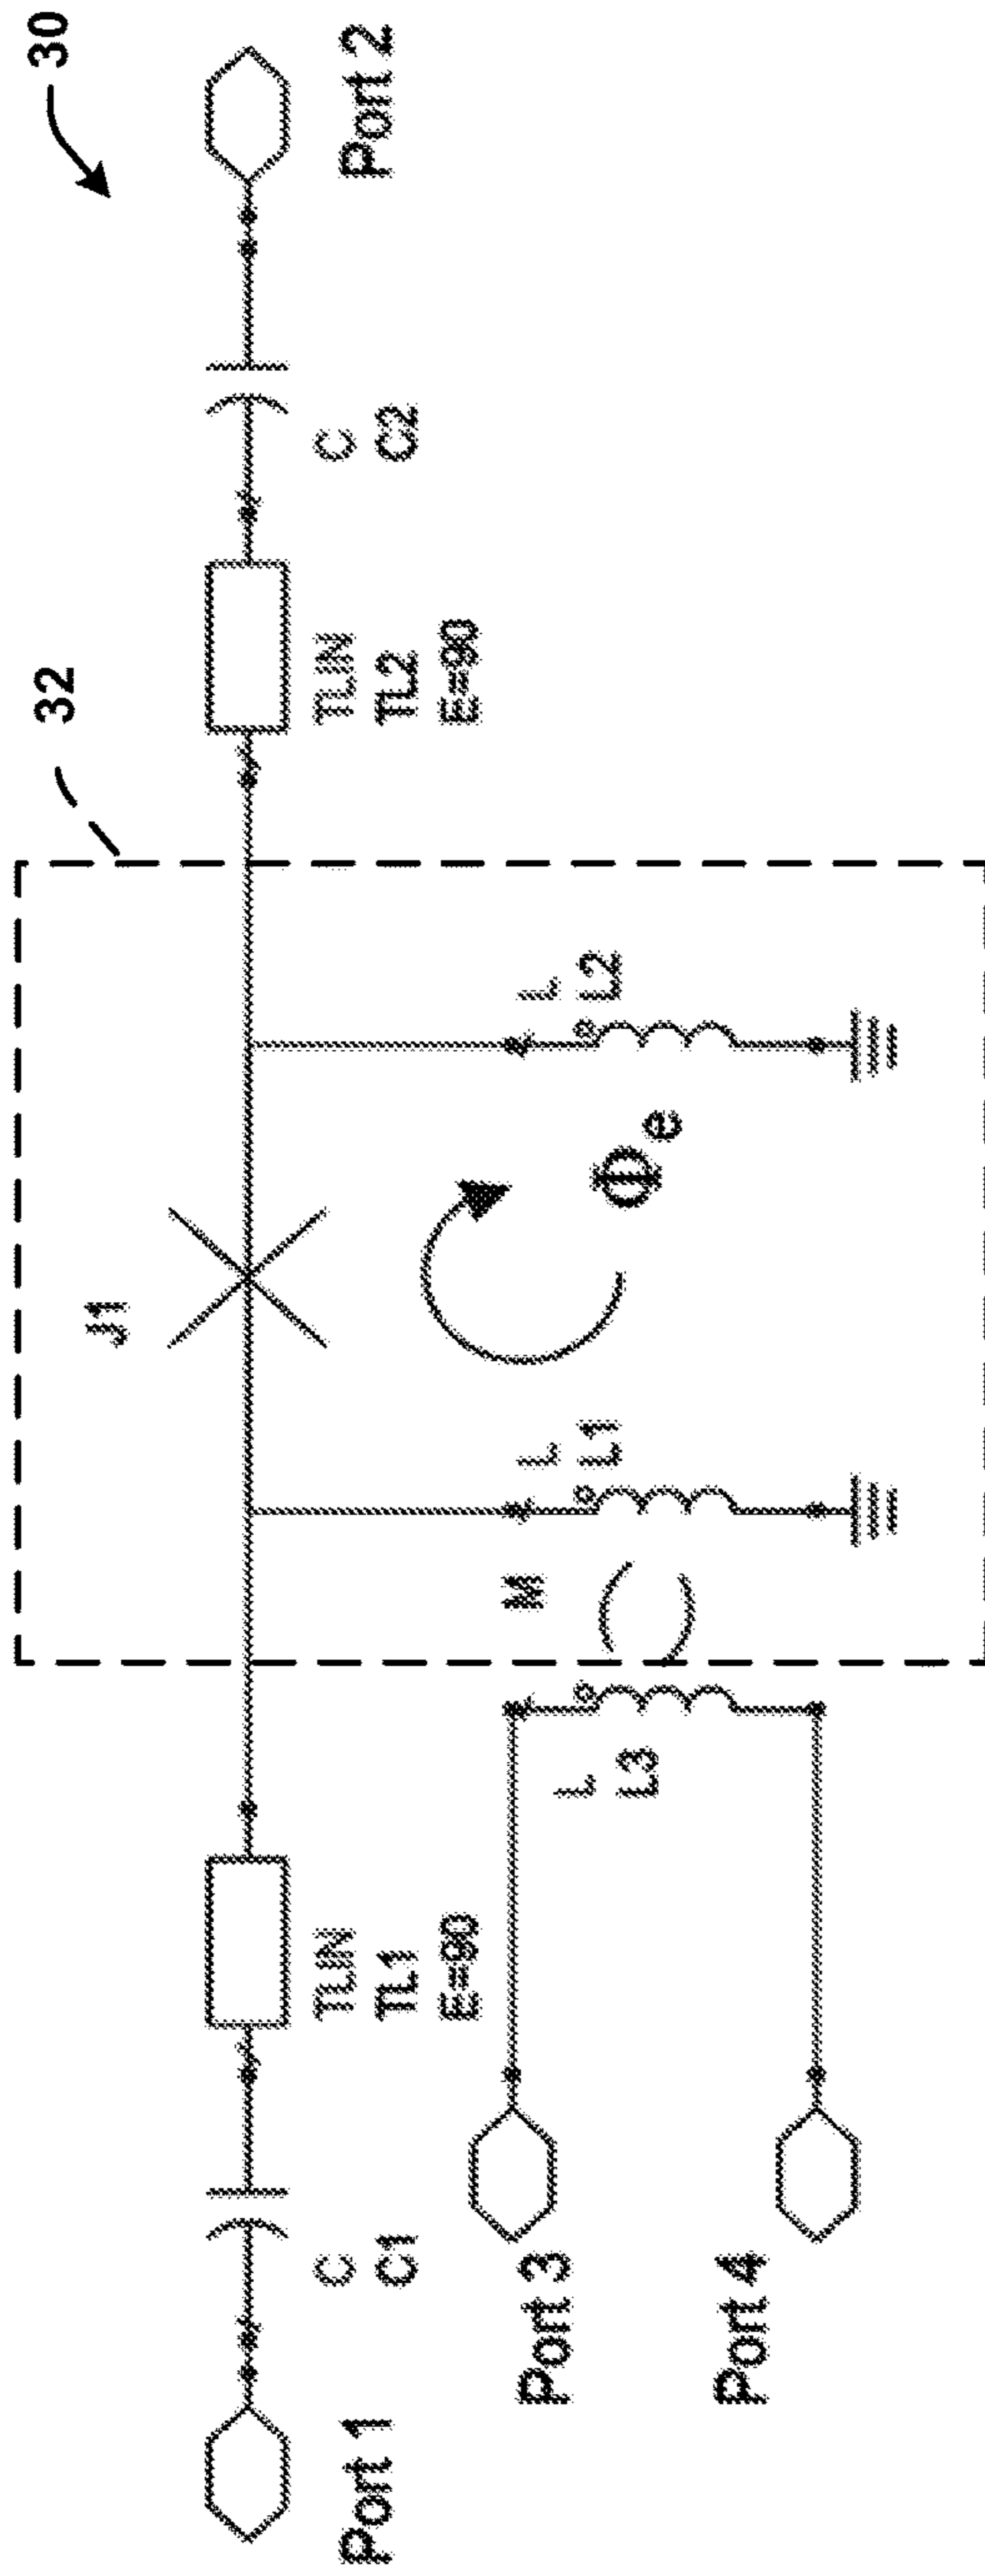 30
32
J1
Port 1
C
C1
TLIN
TL1
E=90
M
L
L1
Φe
L
L2
TLIN
TL2
E=90
C
C2
Port 2
Port 3
Port 4
L
L3